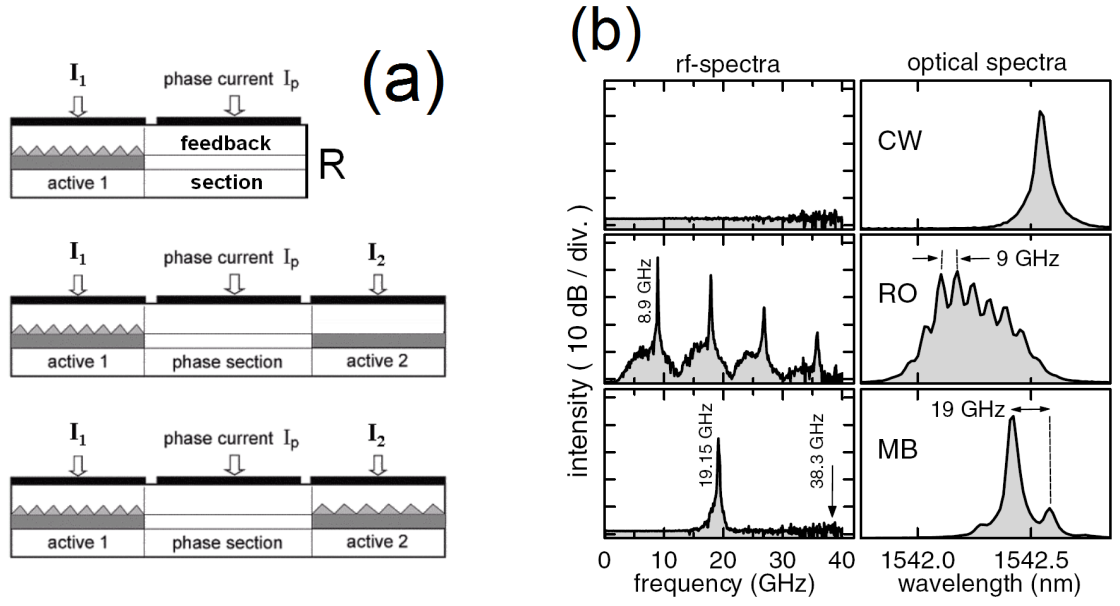 (a)
I1
phase current Ip
feedback
section
active 1
R
I1
phase current Ip
I2
active 1
phase section
active 2
I1
phase current Ip
I2
active 1
phase section
active 2
(b)
rf-spectra
optical spectra
intensity ( 10 dB / div. )
CW
8.9 GHz
9 GHz
RO
19.15 GHz
38.3 GHz
19 GHz
MB
0 10 20 30 40
1542.0 1542.5
frequency (GHz)
wavelength (nm)